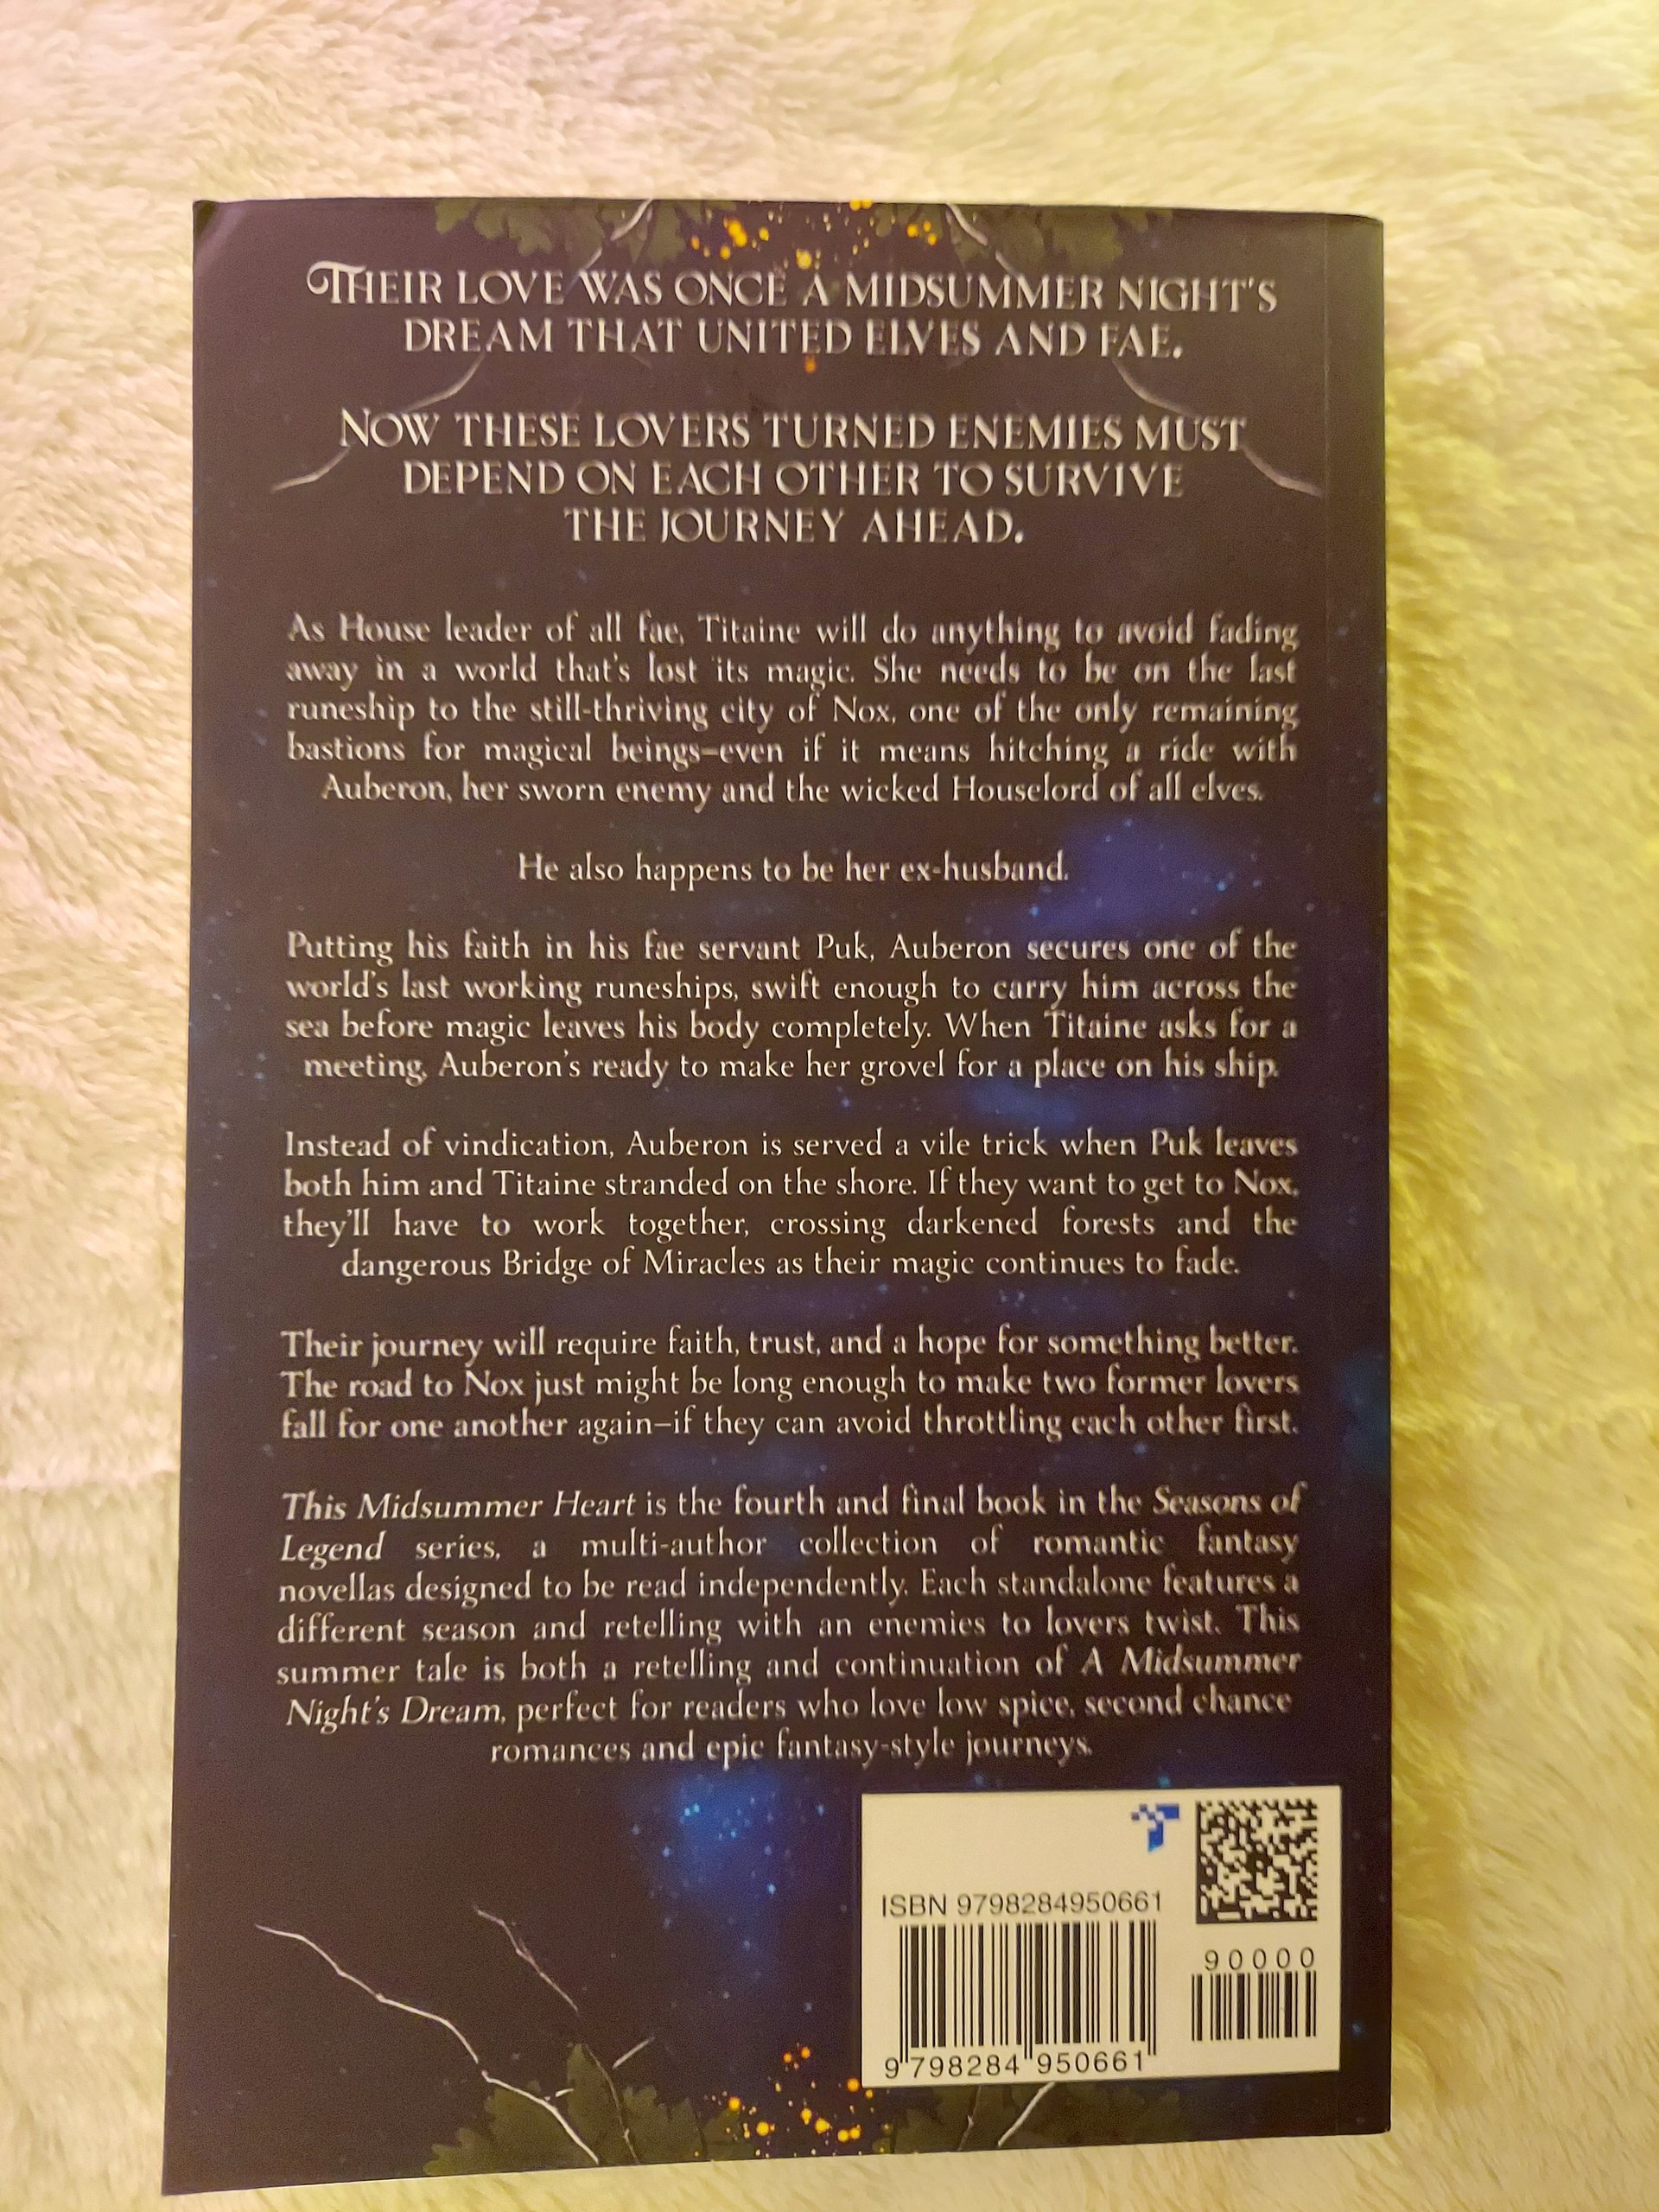 THEIR LOVE WAS ONCE A MIDSUMMER NIGHT'S
DREAM THAT UNITED ELVES AND FAE.
NOW THESE LOVERS TURNED ENEMIES MUST
DEPEND ON EACH OTHER TO SURVIVE
THE JOURNEY AHEAD.
As House leader of all fae, Titaine will do anything to avoid fading
away in a world that's lost its magic. She needs to be on the last
runeship to the still-thriving city of Nox, one of the only remaining
bastions for magical beings—even if it means hitching a ride with
Auberon, her sworn enemy and the wicked Houselord of all elves.
He also happens to be her ex-husband.
Putting his faith in his fae servant Puk, Auberon secures one of the
world's last working runeships, swift enough to carry him across the
sea before magic leaves his body completely. When Titaine asks for a
meeting, Auberon's ready to make her grovel for a place on his ship.
Instead of vindication, Auberon is served a vile trick when Puk leaves
both him and Titaine stranded on the shore. If they want to get to Nox,
they'll have to work together, crossing darkened forests and the
dangerous Bridge of Miracles as their magic continues to fade.
Their journey will require faith, trust, and a hope for something better.
The road to Nox just might be long enough to make two former lovers
fall for one another again—if they can avoid throttling each other first.
This Midsummer Heart is the fourth and final book in the Seasons of
Legend series, a multi-author collection of romantic fantasy
novellas designed to be read independently. Each standalone features a
different season and retelling with an enemies to lovers twist. This
summer tale is both a retelling and continuation of A Midsummer
Night's Dream, perfect for readers who love low spice, second chance
romances and epic fantasy-style journeys.
ISBN 9798284950661
90000
9 798284 950661